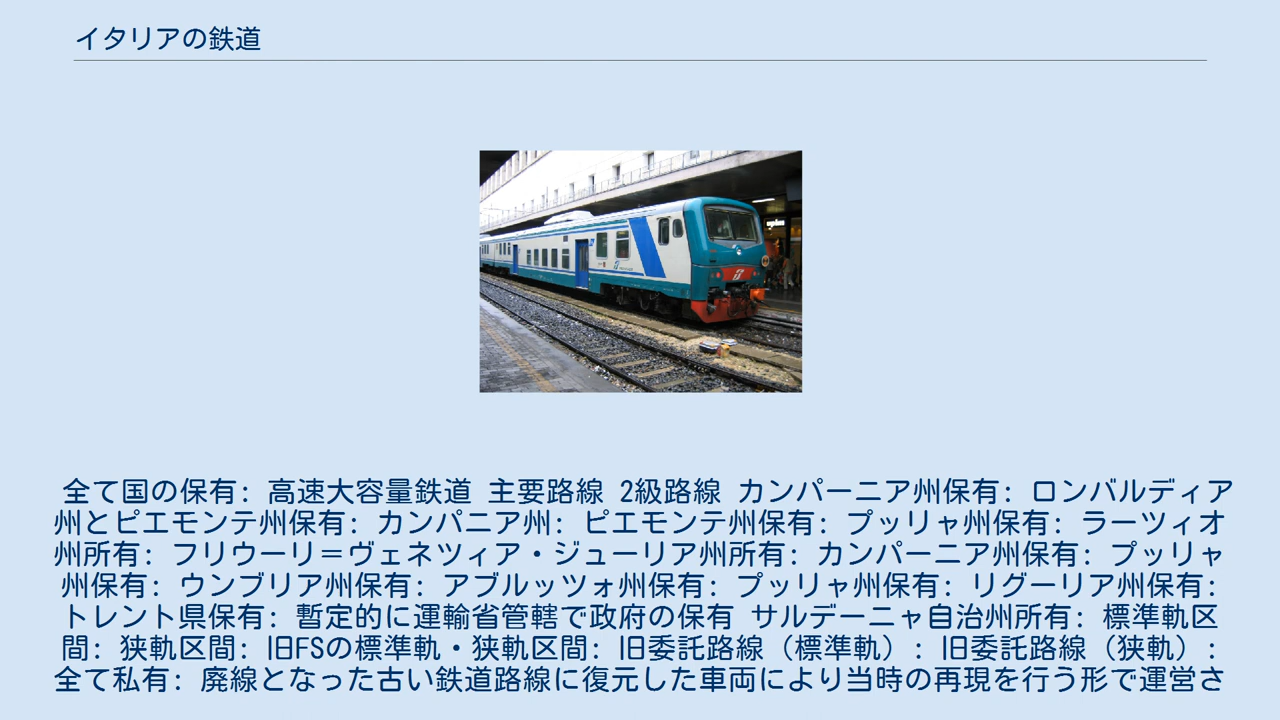 イタリアの鉄道
全て国の保有: 高速大容量鉄道 主要路線 2級路線 カンパーニア州保有: ロンバルディア
州とピエモンテ州保有: カンパニア州: ピエモンテ州保有: プッリャ州保有: ラーツィオ
州所有: フリウーリ＝ヴェネツィア・ジューリア州所有: カンパーニア州保有: プッリャ
州保有: ウンブリア州保有: アブルッツォ州保有: プッリャ州保有: リグーリア州保有:
トレント県保有: 暫定的に運輸省管轄で政府の保有 サルデーニャ自治州所有: 標準軌区
間: 狭軌区間: 旧FSの標準軌・狭軌区間: 旧委託路線（標準軌）: 旧委託路線（狭軌）:
全て私有: 廃線となった古い鉄道路線に復元した車両により当時の再現を行う形で運営さ